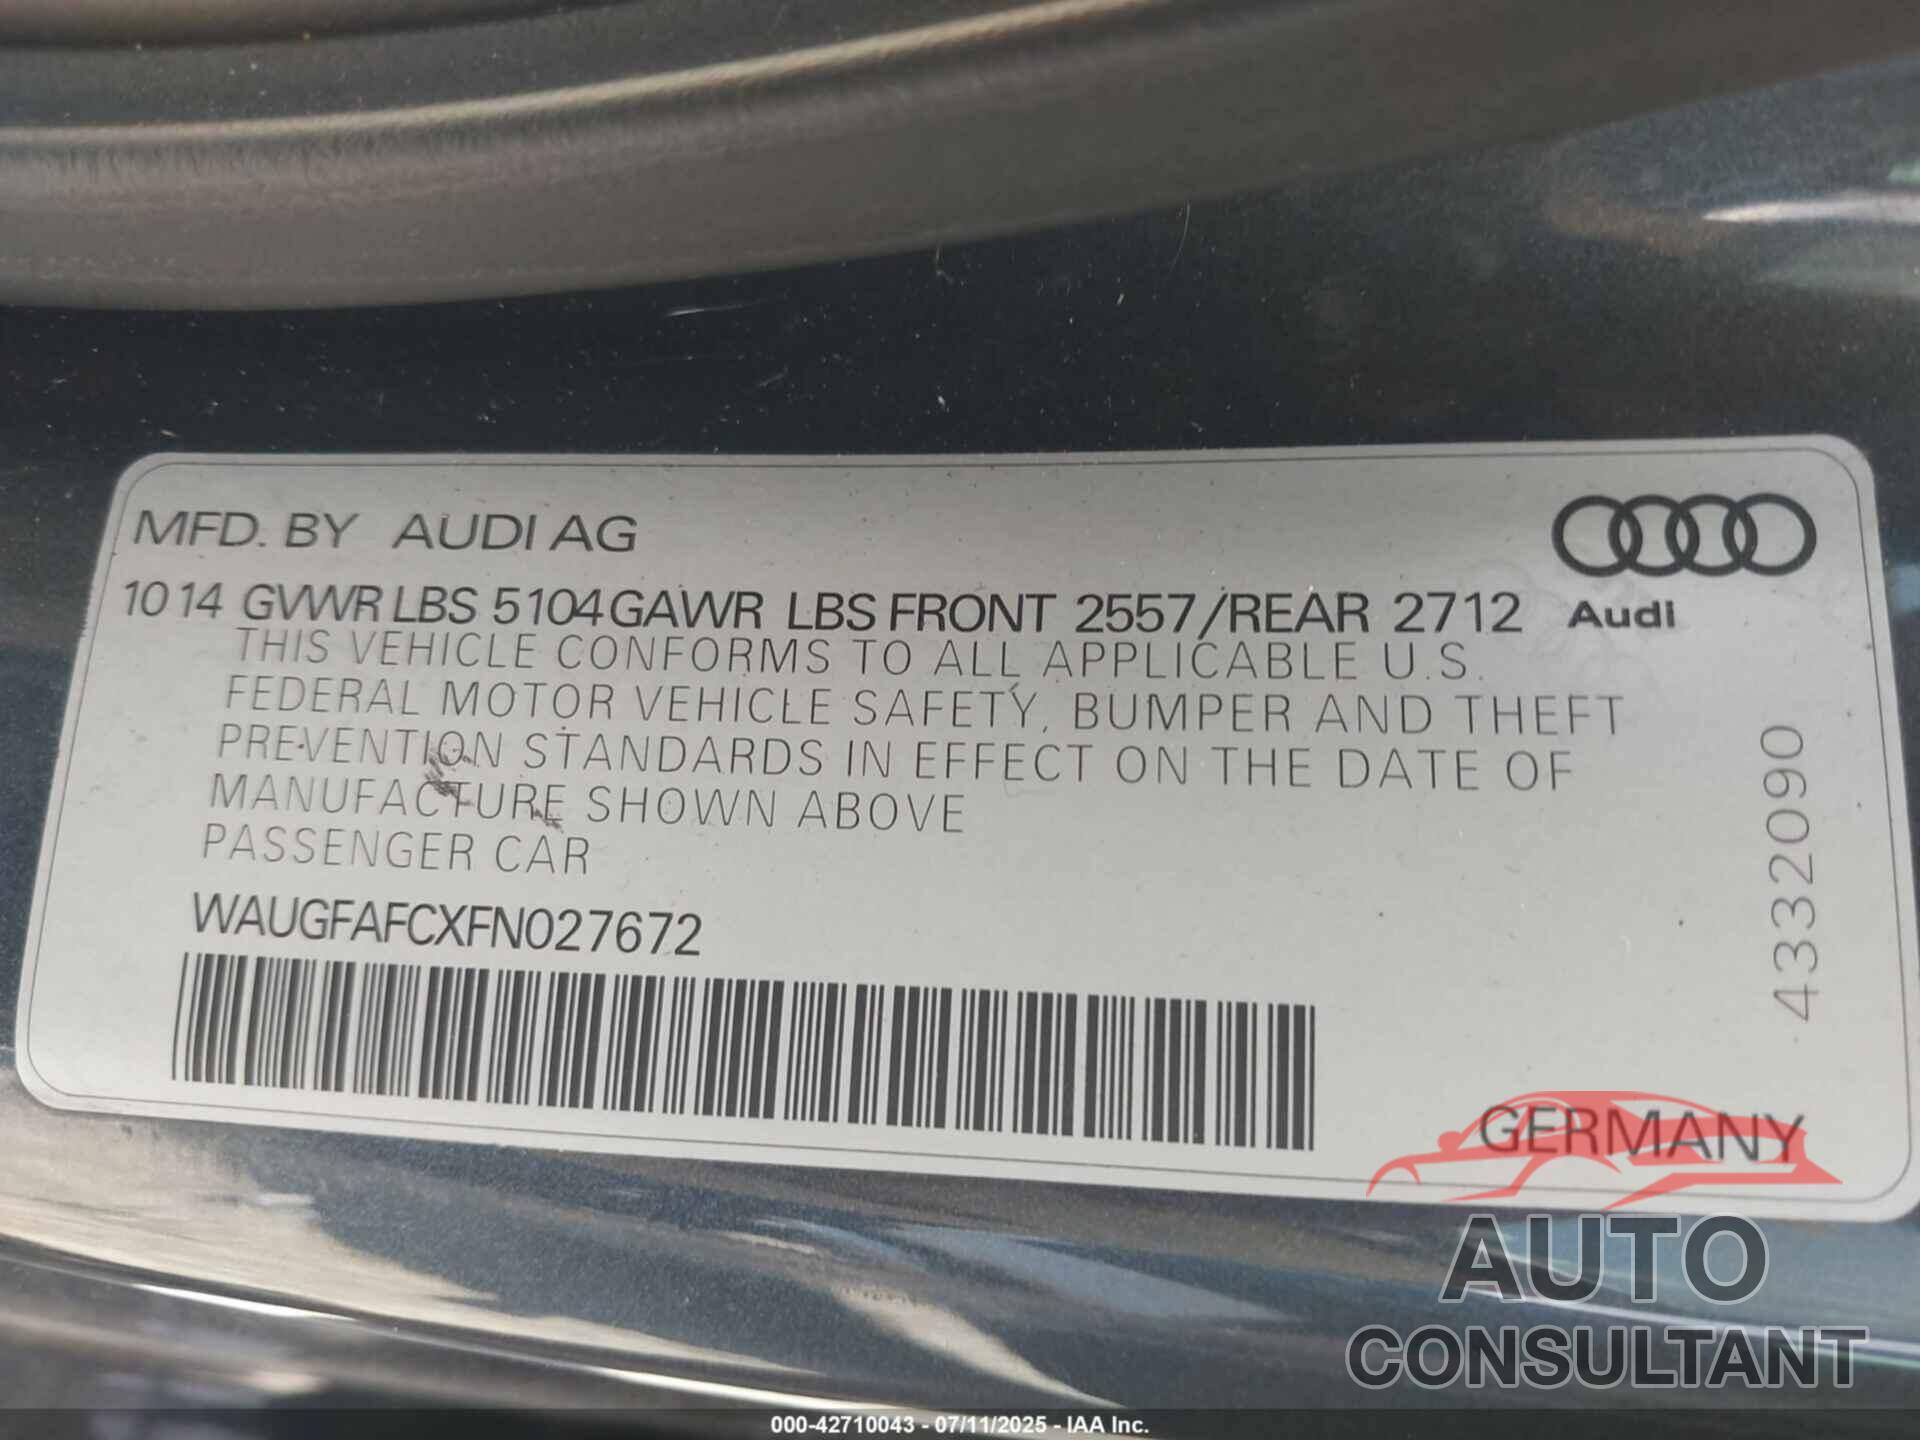 MFD. BY AUDI AG
1014 GVWR LBS 5104 GAWR LBS FRONT 2557/REAR 2712
Audi
THIS VEHICLE CONFORMS TO ALL APPLICABLE U.S.
FEDERAL MOTOR VEHICLE SAFETY, BUMPER AND THEFT
PREVENTION STANDARDS IN EFFECT ON THE DATE OF
MANUFACTURE SHOWN ABOVE
PASSENGER CAR
WAUGFAFCXFN027672
4332090
GERMANY
AUTO
CONSULTANT
000-42710043 - 07/11/2025 - IAA Inc.